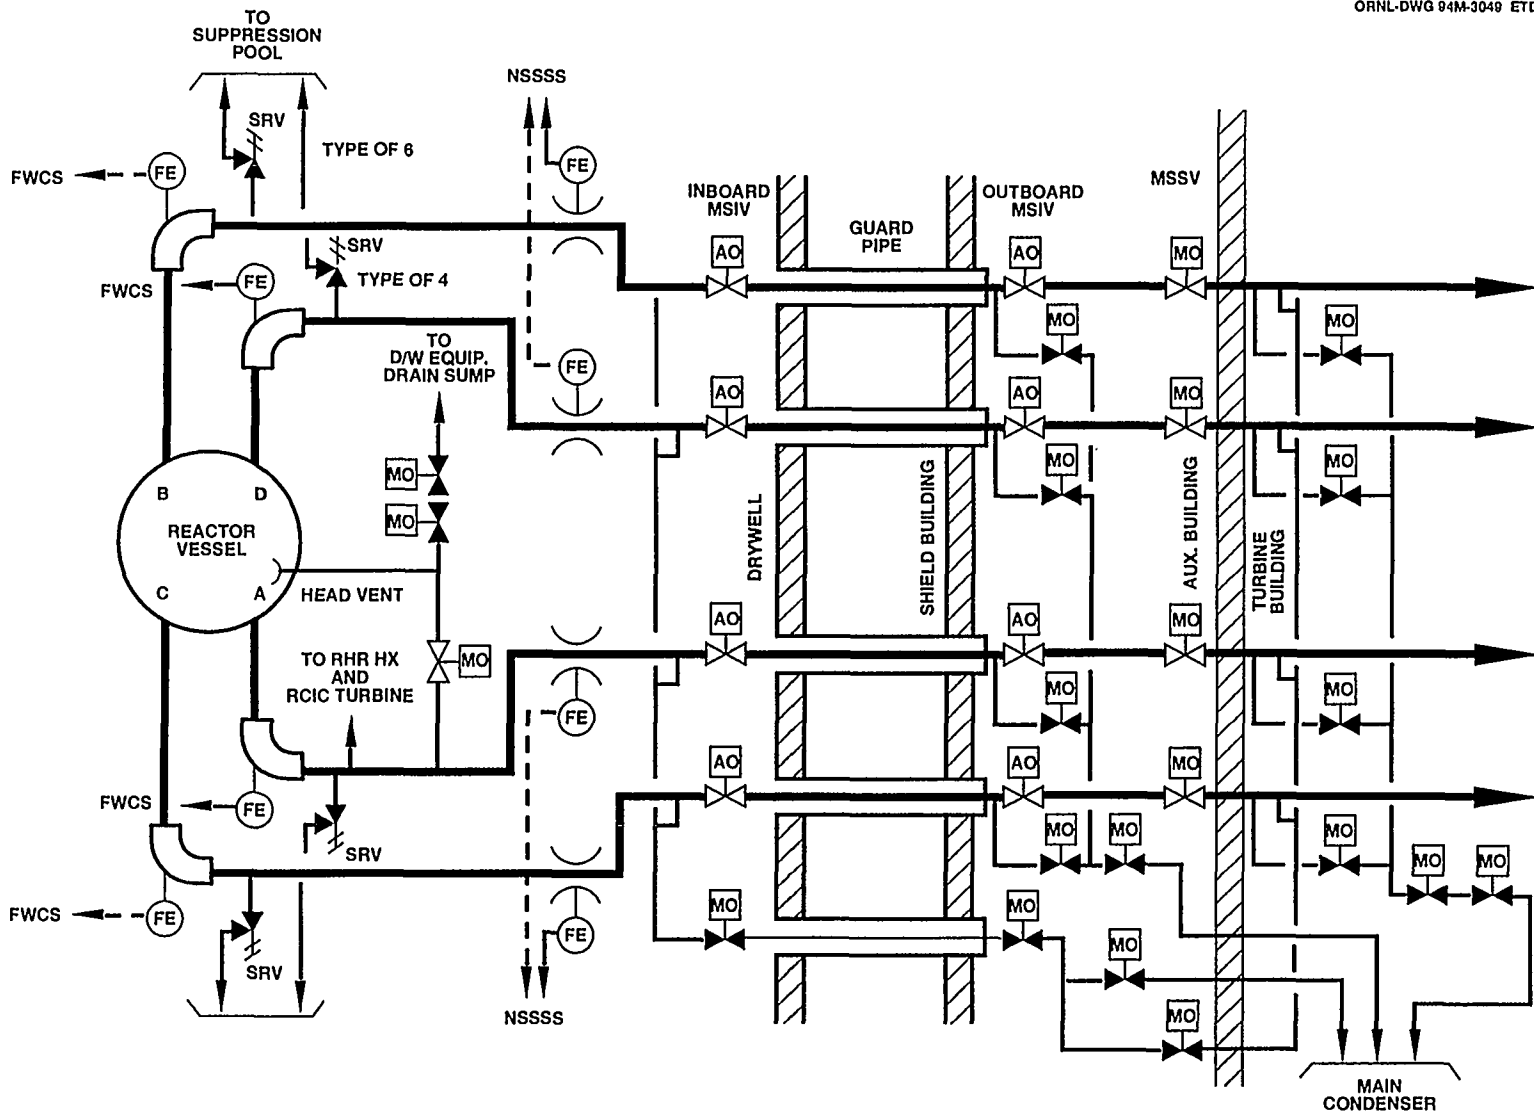 ORNL-DWG 94M-3049 ETD
TO
SUPPRESSION
POOL
SRV
TYPE OF 6
FWCS
FE
NSSSS
FE
INBOARD
MSIV
OUTBOARD
MSIV
MSSV
GUARD
PIPE
SRV
TYPE OF 4
FWCS
FE
AO
AO
MO
MO
MO
TO
D/W EQUIP.
DRAIN SUMP
FE
AO
AO
MO
MO
MO
MO
MO
B
D
REACTOR
VESSEL
C
A
HEAD VENT
DRYWELL
SHIELD BUILDING
AUX. BUILDING
TURBINE
BUILDING
TO RHR HX
AND
RCIC TURBINE
MO
FE
AO
AO
MO
MO
MO
FWCS
FE
SRV
AO
AO
MO
MO
MO
MO
MO
MO
FWCS
FE
SRV
FE
MO
MO
MO
MO
NSSSS
MAIN
CONDENSER